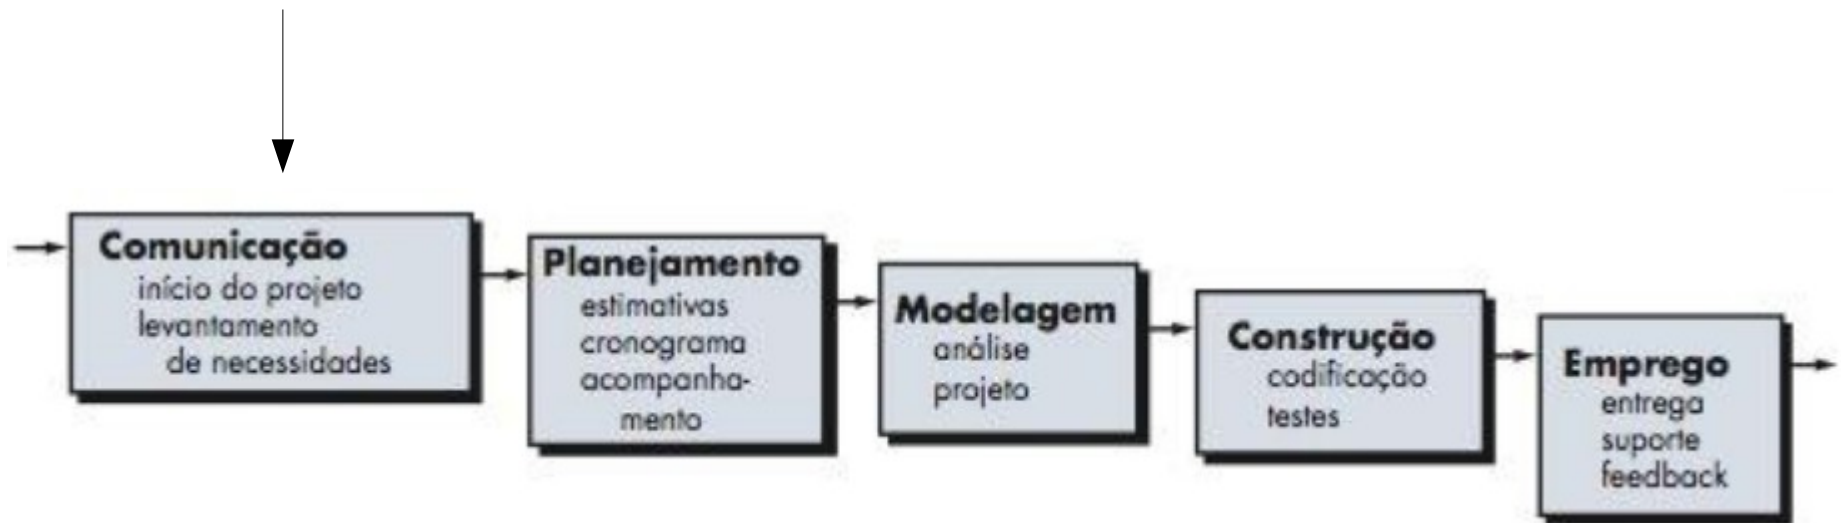 Comunicação
início do projeto
levantamento
de necessidades
Planejamento
estimativas
cronograma
acompanha-
mento
Modelagem
análise
projeto
Construção
codificação
testes
Emprego
entrega
suporte
feedback